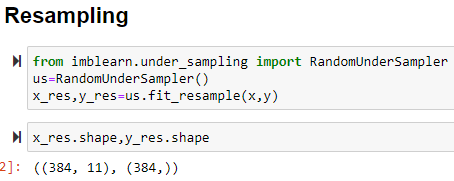 Resampling
from imblearn.under_sampling import RandomUnderSampler
us=RandomUnderSampler()
x_res,y_res=us.fit_resample(x,y)
x_res.shape,y_res.shape
2]: ((384, 11), (384,))